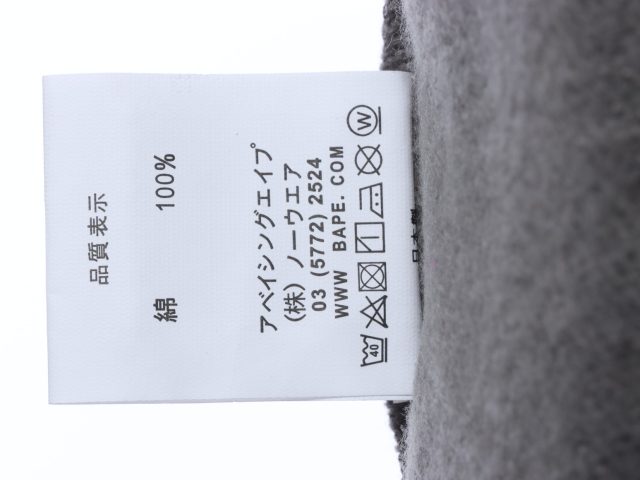 品質表示
綿 100%
アベイシングエイプ
(株) ノーウエア
03 (5772) 2524
WWW BAPE. COM
40 W